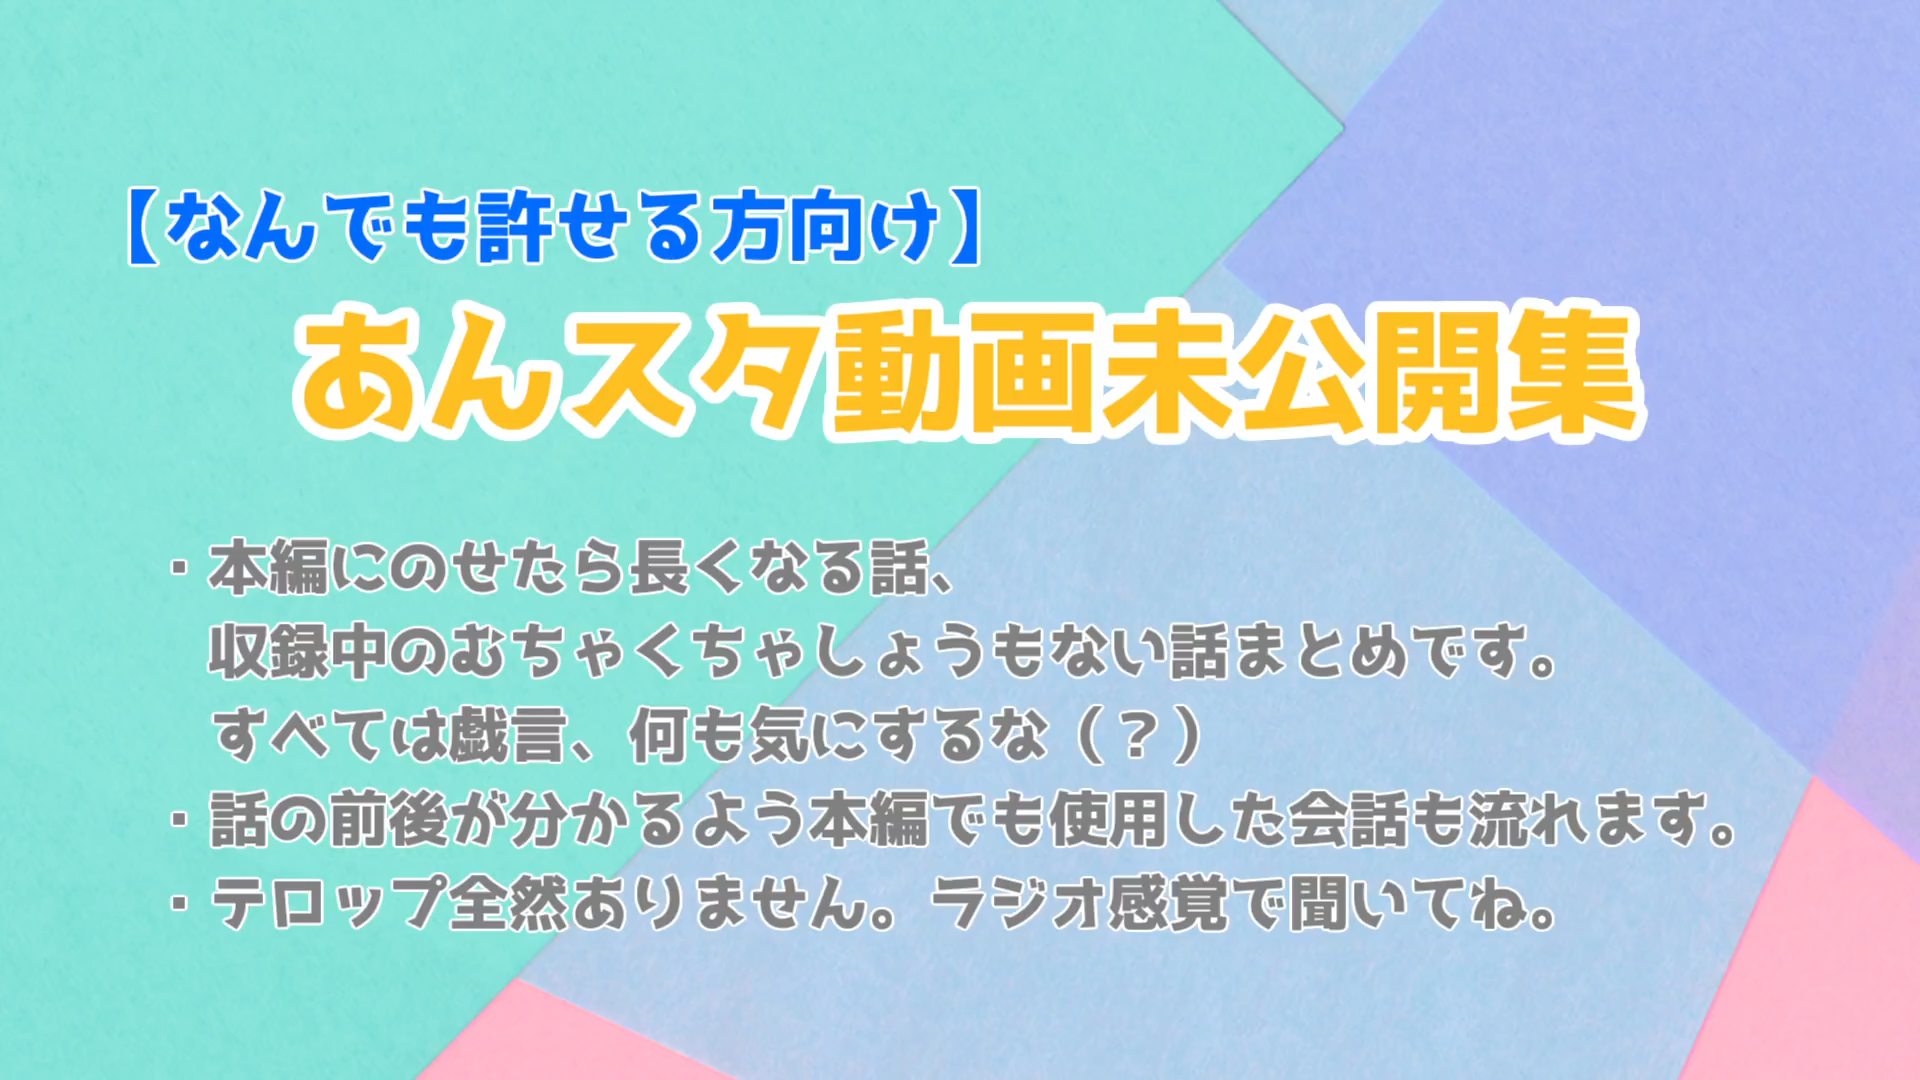 【なんでも許せる方向け】
あんスタ動画未公開集
・本編にのせたら長くなる話、
収録中のむちゃくちゃしょうもない話まとめです。
すべては戯言、何も気にするな（？）
・話の前後が分かるよう本編でも使用した会話も流れます。
・テロップ全然ありません。ラジオ感覚で聞いてね。